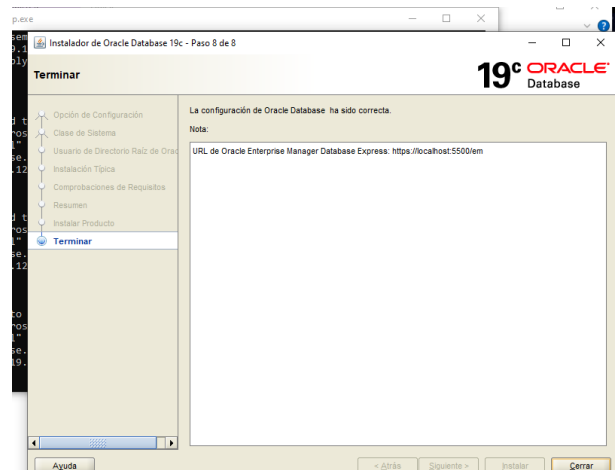 p.exe
Instalador de Oracle Database 19c - Paso 8 de 8
Terminar
19c ORACLE
Database
Opción de Configuración
Clase de Sistema
Usuario de Directorio Raíz de Orac
Instalación Típica
Comprobaciones de Requisitos
Resumen
Instalar Producto
Terminar
La configuración de Oracle Database ha sido correcta.
Nota:
URL de Oracle Enterprise Manager Database Express: https://localhost:5500/em
Ayuda
< Atrás
Siguiente >
Instalar
Cerrar